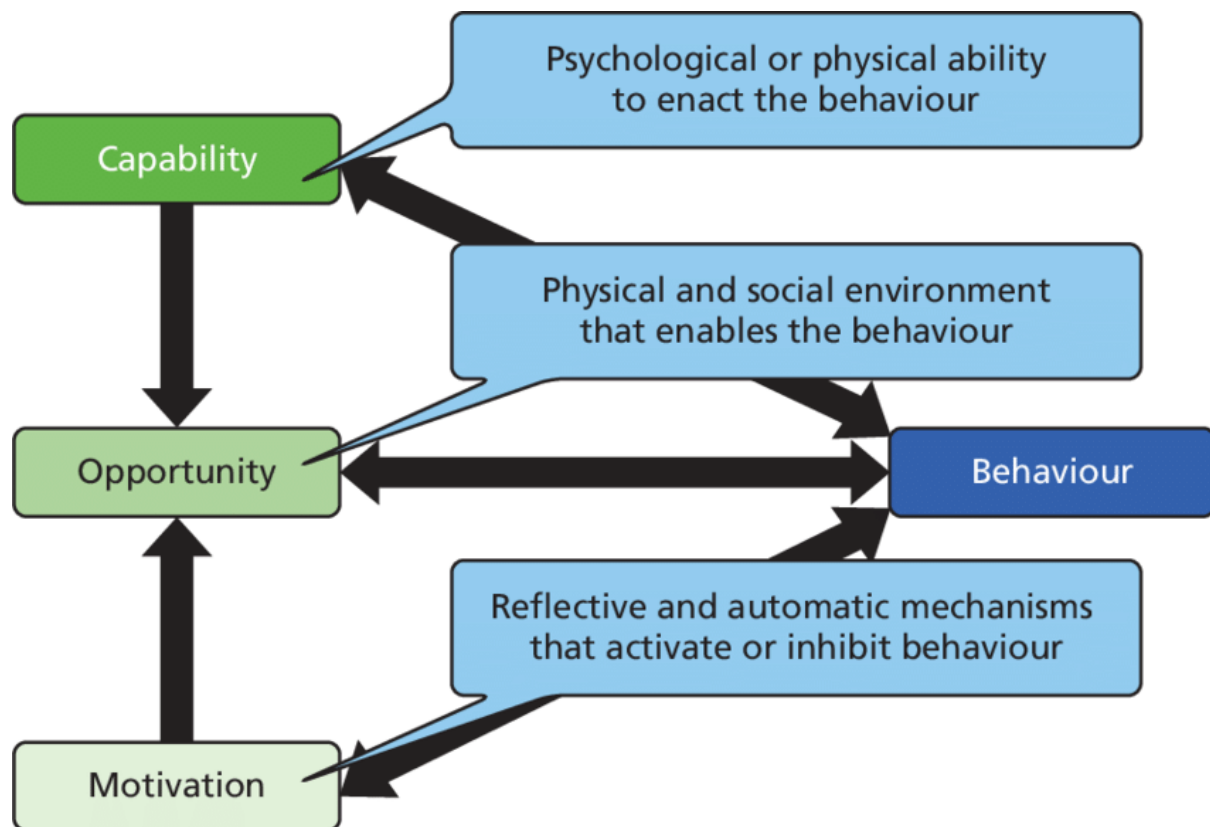 Psychological or physical ability
to enact the behaviour
Capability
Physical and social environment
that enables the behaviour
Opportunity
Behaviour
Reflective and automatic mechanisms
that activate or inhibit behaviour
Motivation